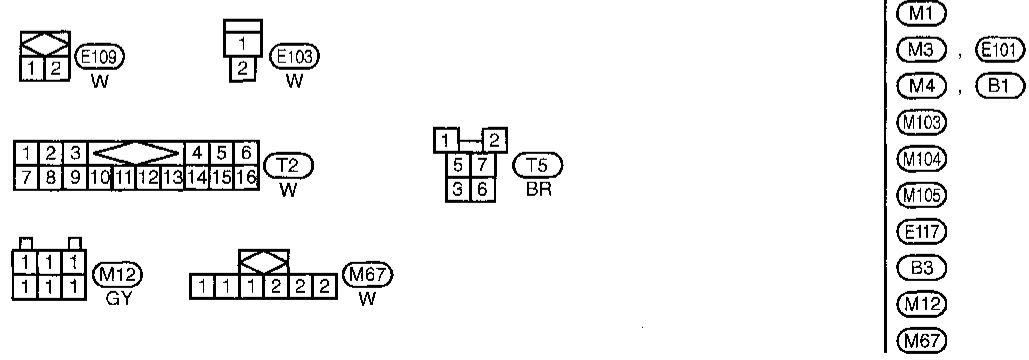 1
2
E109
W
1
2
E103
W
1 2 3 4 5 6
7 8 9 10 11 12 13 14 15 16
T2
W
1 2
5 7
3 6
T5
BR
1 1 1
1 1 1
M12
GY
1 1 1 2 2 2
M67
W
M1
M3 , E101
M4 , B1
M103
M104
M105
E117
B3
M12
M67